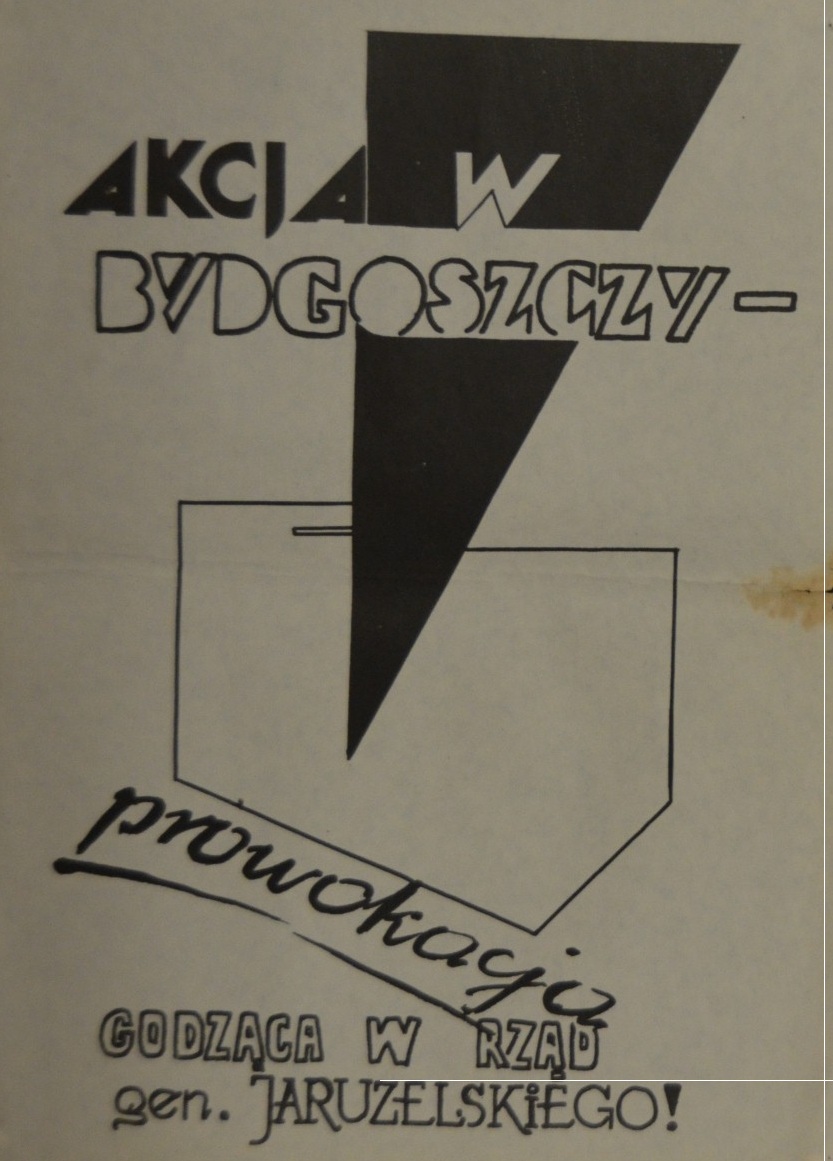 AKCJA W
BYDGOSZCZY -
prowokacja
GODZĄCA W RZĄD
gen. JARUZELSKIEGO!